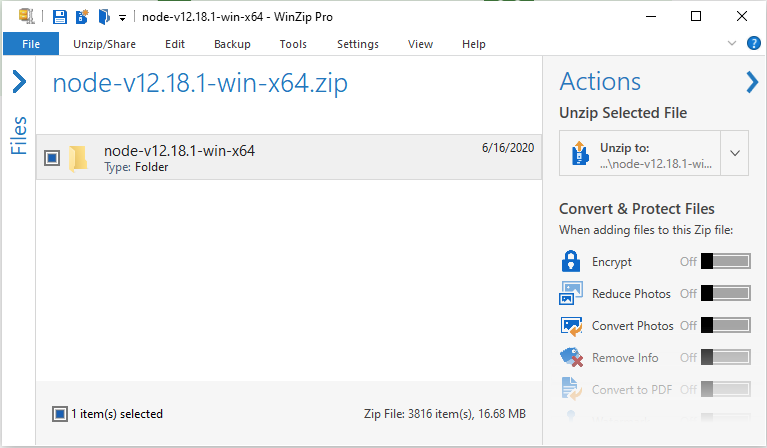 node-v12.18.1-win-x64 - WinZip Pro
File Unzip/Share Edit Backup Tools Settings View Help
Files
node-v12.18.1-win-x64.zip
node-v12.18.1-win-x64 6/16/2020
Type: Folder
1 item(s) selected Zip File: 3816 item(s), 16.68 MB
Actions
Unzip Selected File
Unzip to:
...\node-v12.18.1-wi...
Convert & Protect Files
When adding files to this Zip file:
Encrypt Off
Reduce Photos Off
Convert Photos Off
Remove Info Off
Convert to PDF Off